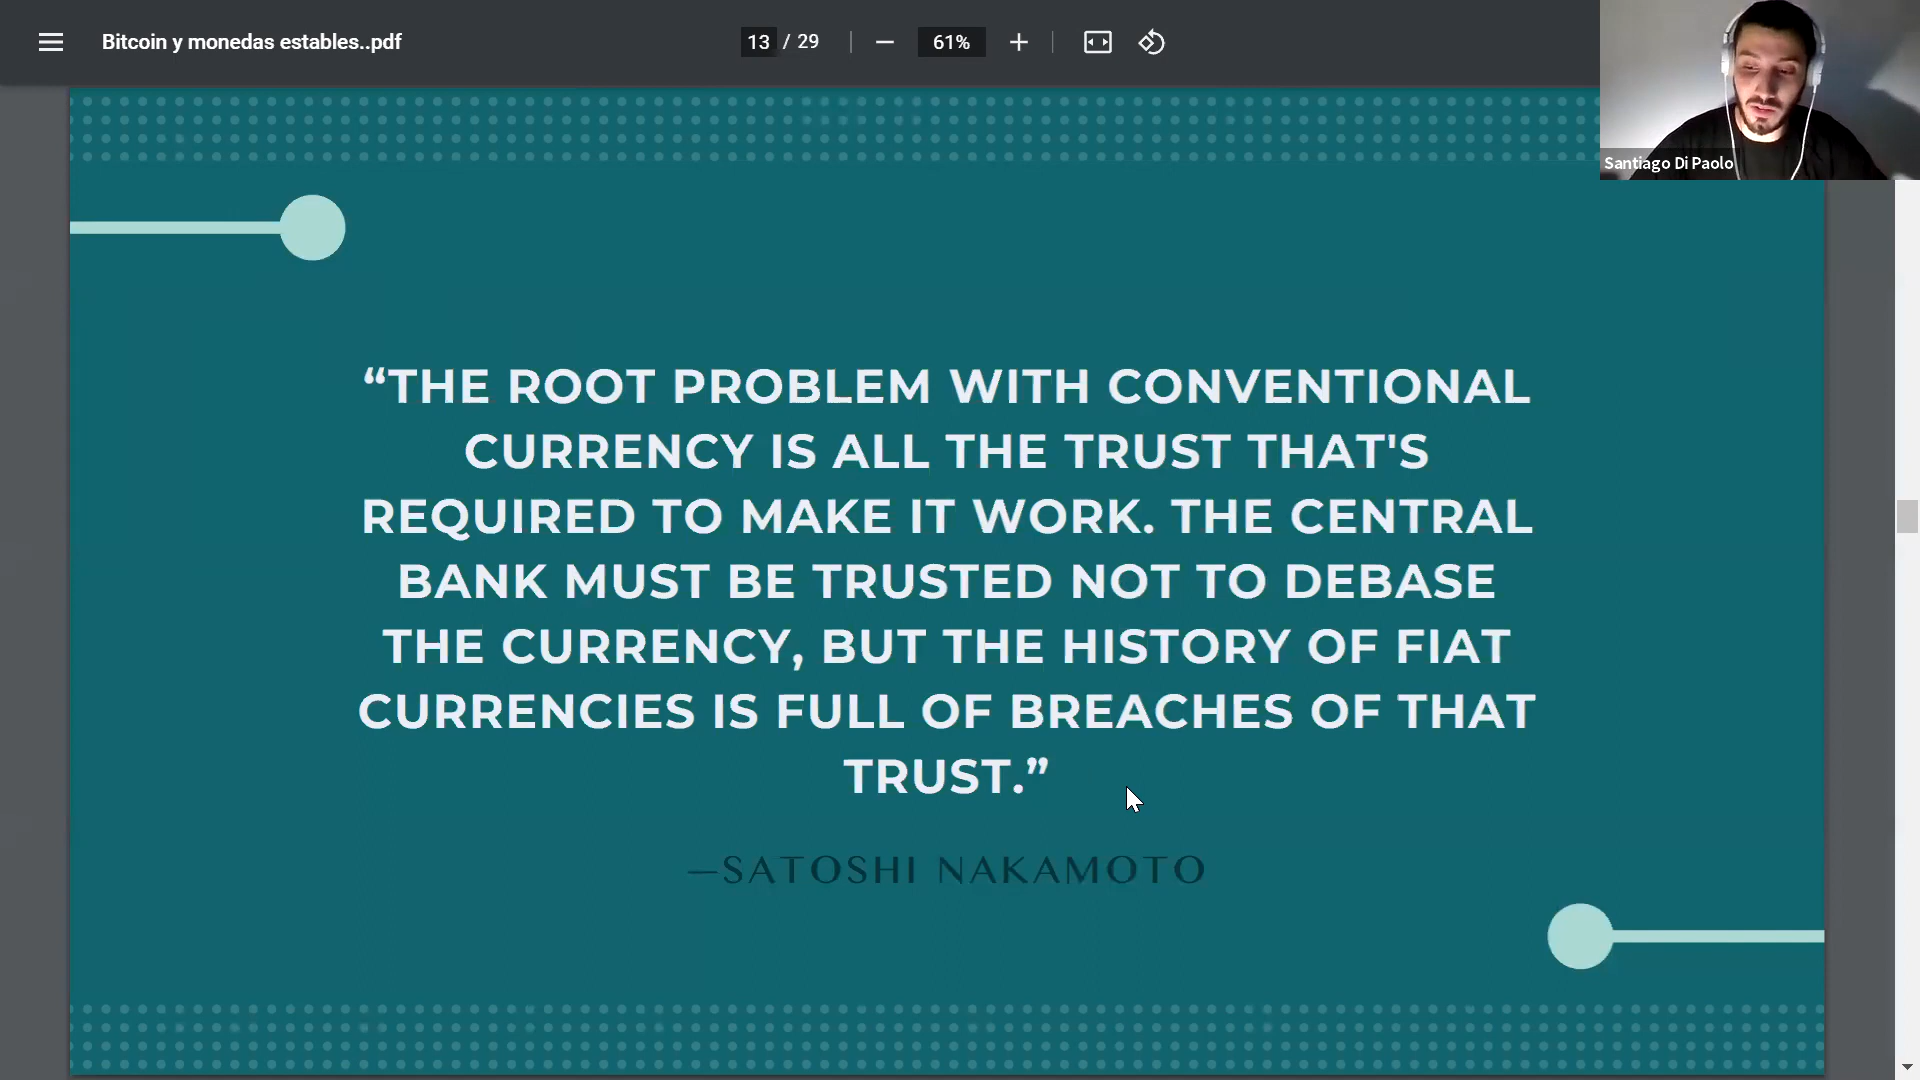 Bitcoin y monedas estables..pdf
13 / 29
61%
Santiago Di Paolo
“THE ROOT PROBLEM WITH CONVENTIONAL
CURRENCY IS ALL THE TRUST THAT'S
REQUIRED TO MAKE IT WORK. THE CENTRAL
BANK MUST BE TRUSTED NOT TO DEBASE
THE CURRENCY, BUT THE HISTORY OF FIAT
CURRENCIES IS FULL OF BREACHES OF THAT
TRUST.”
—SATOSHI NAKAMOTO